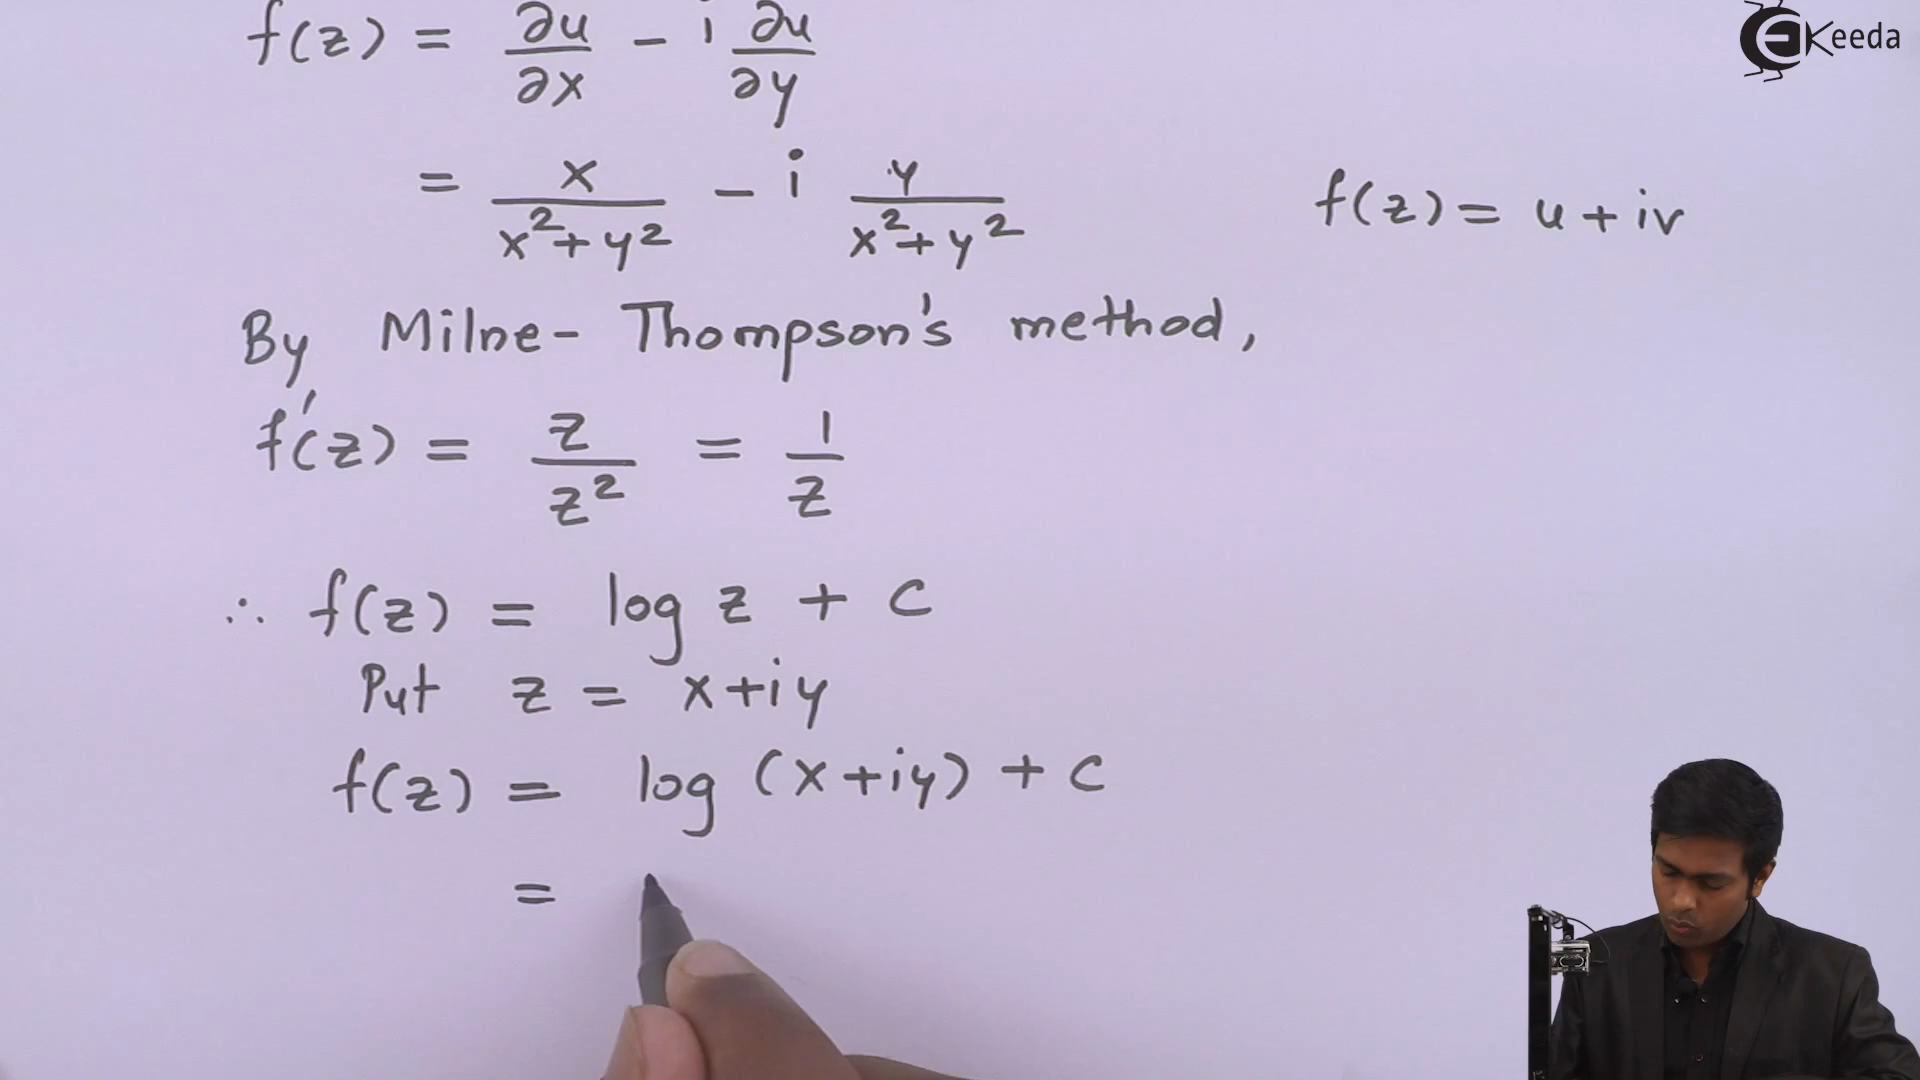 Keeda
f(z) = ∂u/∂x - i ∂u/∂y
= x/(x²+y²) - i y/(x²+y²)
f(z) = u + iv
By Milne- Thompson's method,
f'(z) = z/z² = 1/z
∴ f(z) = log z + c
Put z = x+iy
f(z) = log (x+iy) + c
=